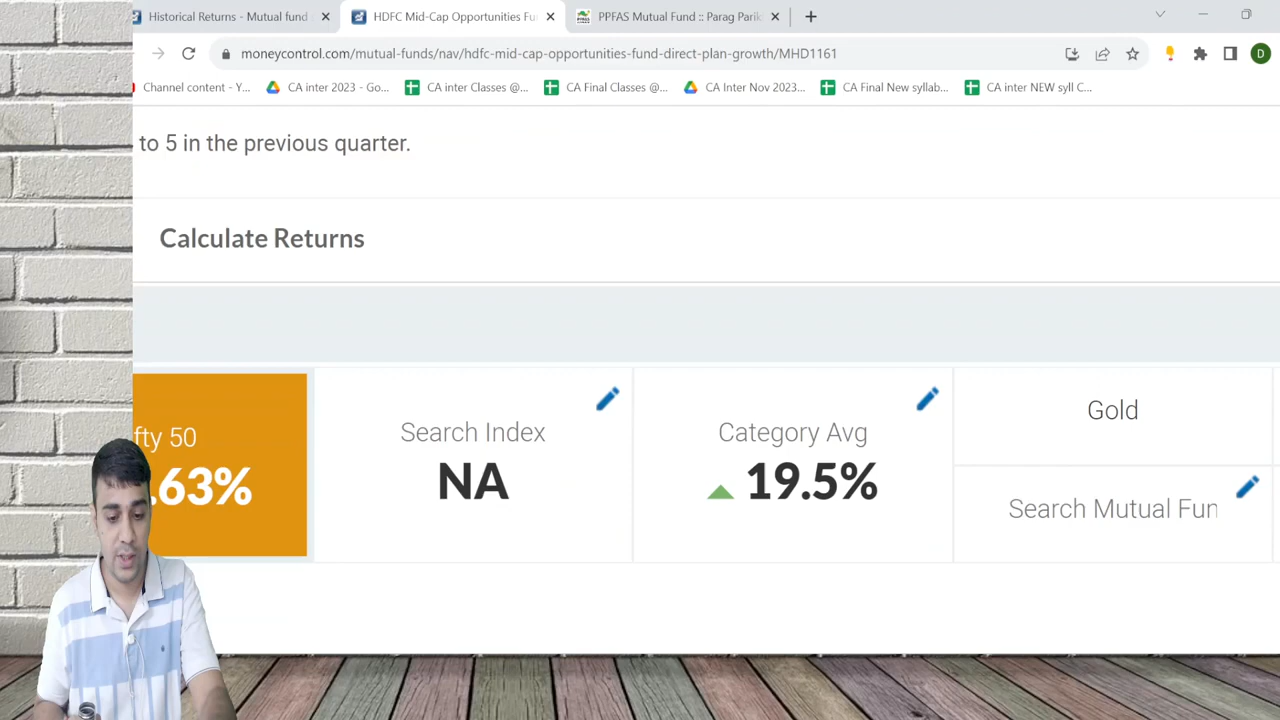 Historical Returns - Mutual fund
HDFC Mid-Cap Opportunities Fu
PPFAS Mutual Fund :: Parag Parik
moneycontrol.com/mutual-funds/nav/hdfc-mid-cap-opportunities-fund-direct-plan-growth/MHD1161
D
Channel content - Y...
CA inter 2023 - Go...
CA inter Classes @...
CA Final Classes @...
CA Inter Nov 2023...
CA Final New syllab...
CA inter NEW syll C...
to 5 in the previous quarter.
Calculate Returns
fty 50
.63%
Search Index
NA
Category Avg
19.5%
Gold
Search Mutual Fun